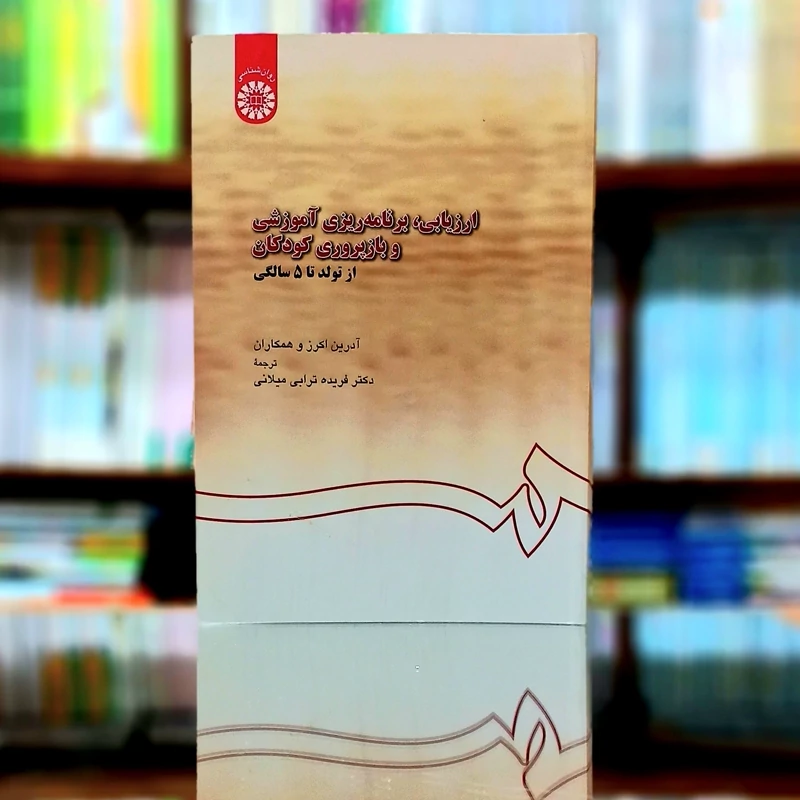 روان‌شناسی
ارزیابی، برنامه‌ریزی آموزشی
و بازپروری کودکان
از تولد تا ۵ سالگی
آدرین اکرز و همکاران
ترجمهٔ
دکتر فریده ترابی میلانی